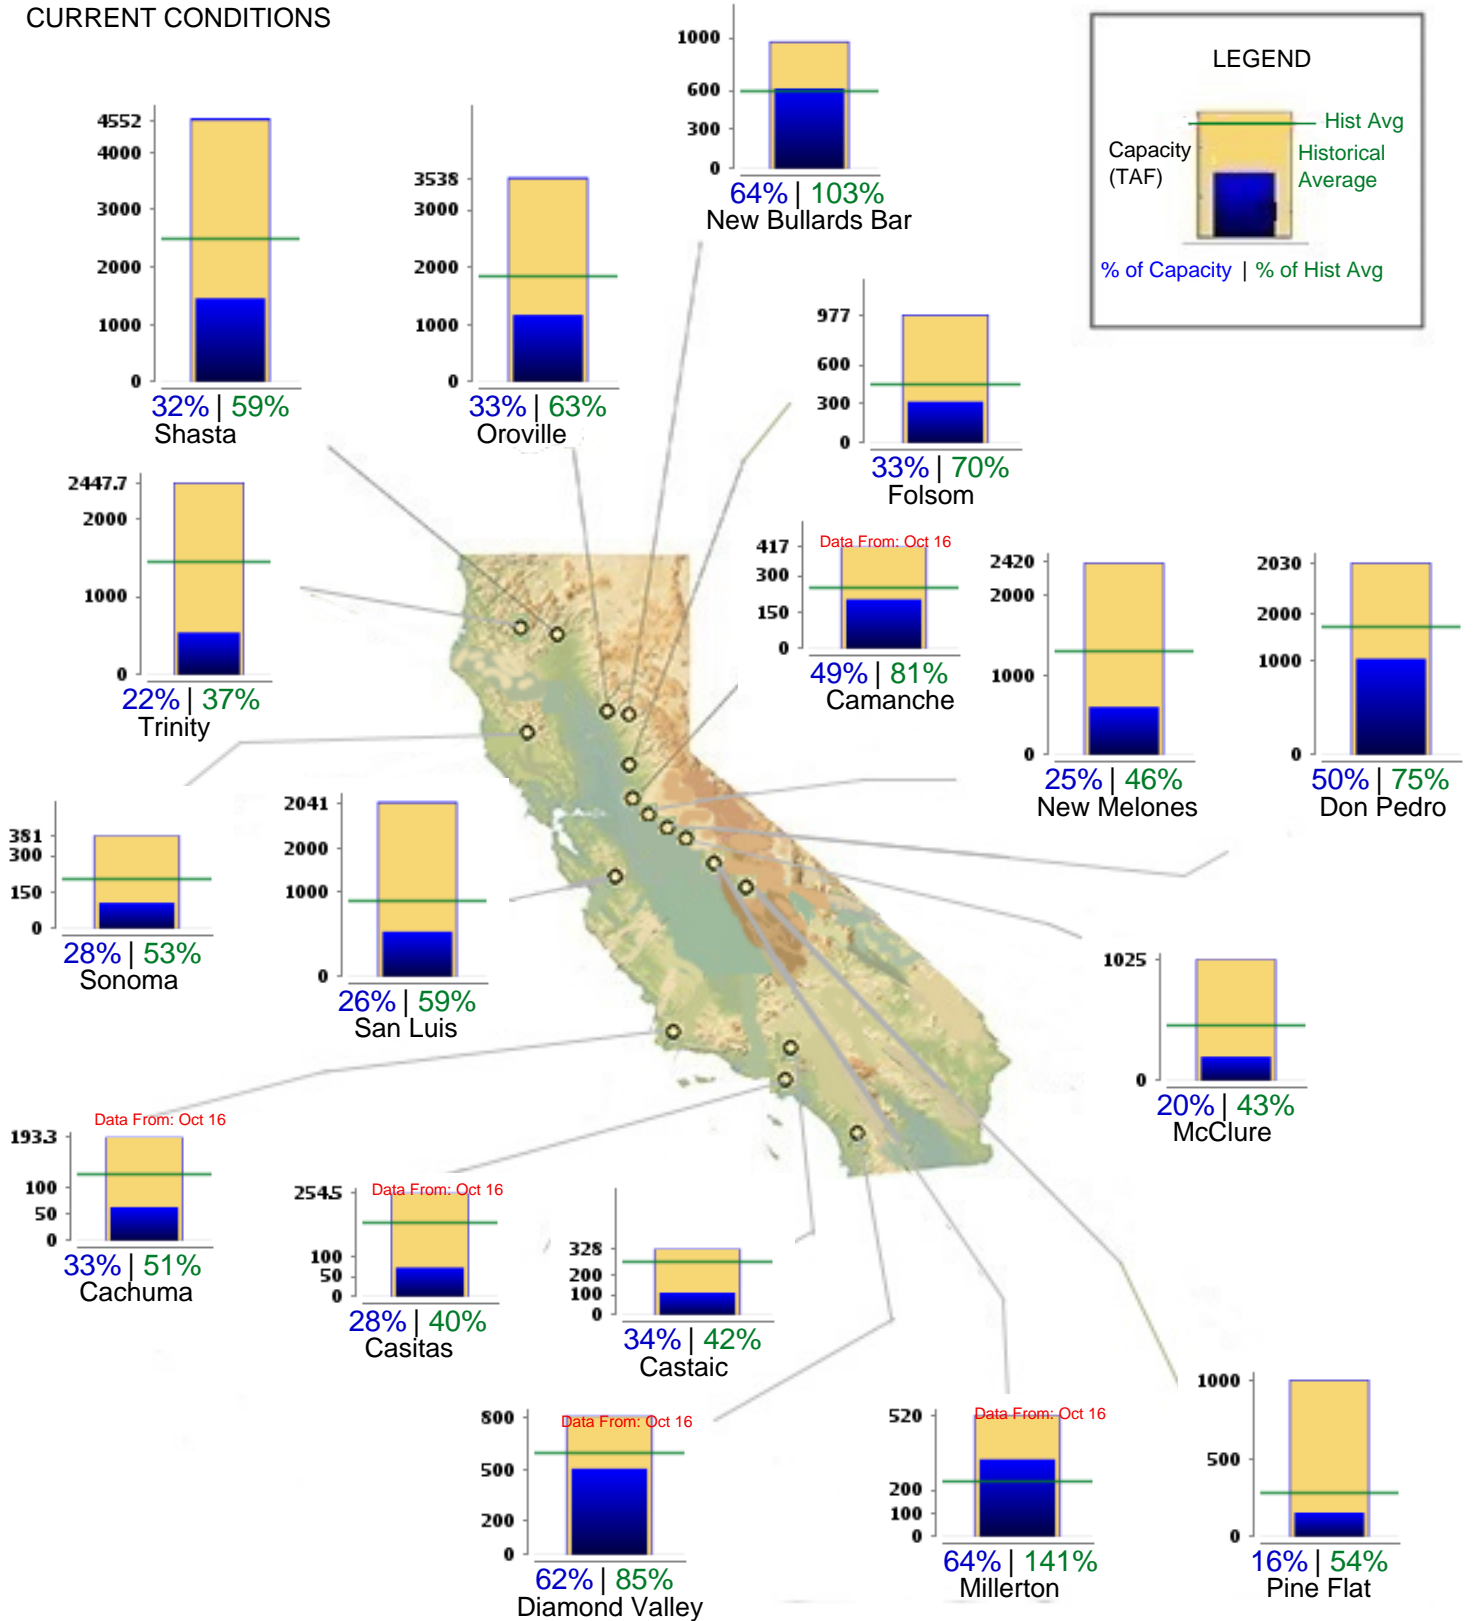 CURRENT CONDITIONS
LEGEND
Hist Avg
Capacity
(TAF)
Historical
Average
% of Capacity | % of Hist Avg
1000
600
300
0
64% | 103%
New Bullards Bar
4552
4000
3000
2000
1000
0
32% | 59%
Shasta
3538
3000
2000
1000
0
33% | 63%
Oroville
977
600
300
0
33% | 70%
Folsom
2447.7
2000
1000
0
22% | 37%
Trinity
Data From: Oct 16
417
300
150
0
49% | 81%
Camanche
2420
2000
1000
0
25% | 46%
New Melones
2030
2000
1000
0
50% | 75%
Don Pedro
381
300
150
0
28% | 53%
Sonoma
2041
2000
1000
0
26% | 59%
San Luis
1025
0
20% | 43%
McClure
Data From: Oct 16
193.3
100
50
0
33% | 51%
Cachuma
Data From: Oct 16
254.5
100
50
0
28% | 40%
Casitas
328
200
100
0
34% | 42%
Castaic
Data From: Oct 16
800
500
200
0
62% | 85%
Diamond Valley
Data From: Oct 16
520
200
100
0
64% | 141%
Millerton
1000
500
0
16% | 54%
Pine Flat